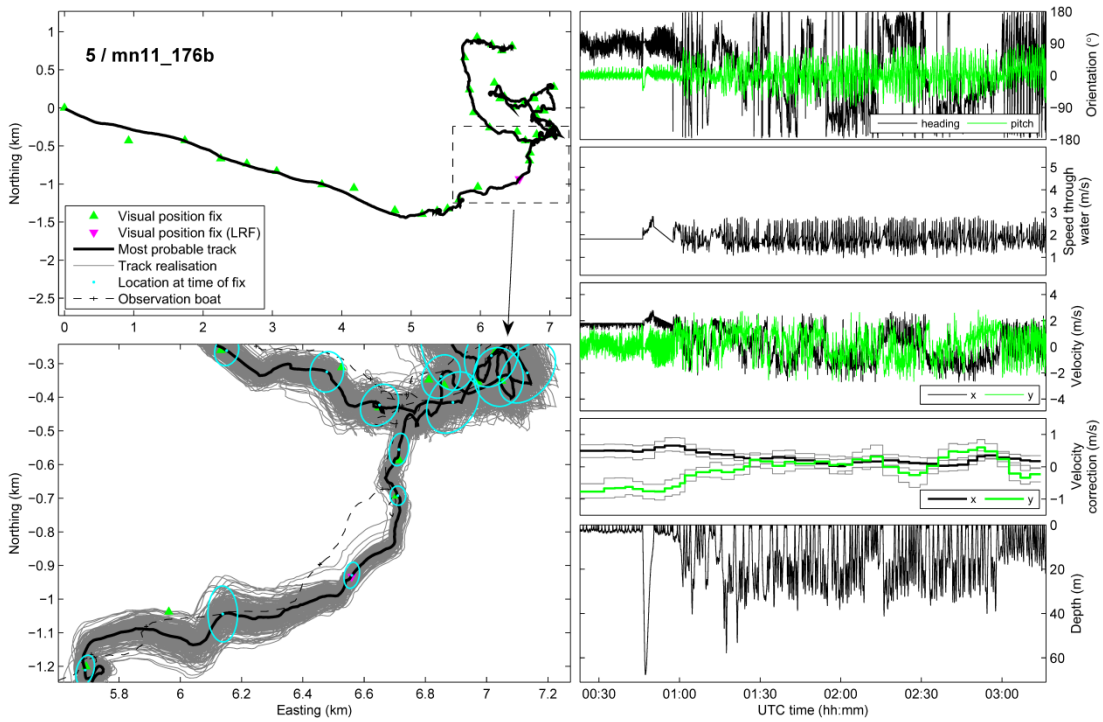 5 / mn11_176b
Northing (km)
1
0.5
0
−0.5
−1
−1.5
−2
−2.5
0 1 2 3 4 5 6 7
Visual position fix
Visual position fix (LRF)
Most probable track
Track realisation
Location at time of fix
Observation boat
Northing (km)
−0.3
−0.4
−0.5
−0.6
−0.7
−0.8
−0.9
−1
−1.1
−1.2
5.8 6 6.2 6.4 6.6 6.8 7 7.2
Easting (km)
180
90
0
−90
−180
Orientation (°)
heading pitch
5
4
3
2
1
Speed through
water (m/s)
4
2
0
−2
−4
Velocity (m/s)
x y
1
0
−1
Velocity
correction (m/s)
x y
0
20
40
60
Depth (m)
00:30 01:00 01:30 02:00 02:30 03:00
UTC time (hh:mm)